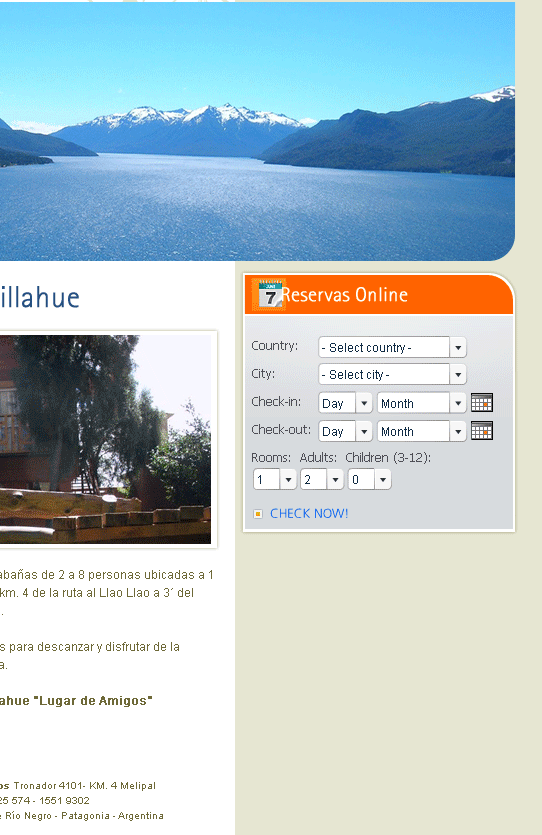 illahue
JUNE
7
Reservas Online
Country:
- Select country -
City:
- Select city -
Check-in:
Day
Month
Check-out:
Day
Month
Rooms: Adults: Children (3-12):
1
2
0
CHECK NOW!
abañas de 2 a 8 personas ubicadas a 1
km. 4 de la ruta al Llao Llao a 3´ del
.
s para descanzar y disfrutar de la
a.
ahue "Lugar de Amigos"
os Tronador 4101- KM. 4 Melipal
25 574 - 1551 9302
e Río Negro - Patagonia - Argentina